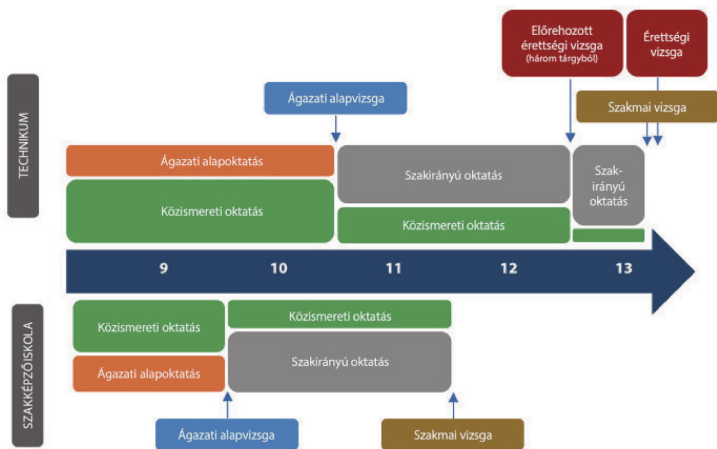 Előrehozott
érettségi vizsga
(három tárgyból)
Érettségi
vizsga
Ágazati alapvizsga
Szakmai vizsga
TECHNIKUM
Ágazati alapoktatás
Közismereti oktatás
Szakirányú oktatás
Közismereti oktatás
Szak-
irányú
oktatás
9 10 11 12 13
SZAKKÉPZŐISKOLA
Közismereti oktatás
Ágazati alapoktatás
Közismereti oktatás
Szakirányú oktatás
Ágazati alapvizsga
Szakmai vizsga